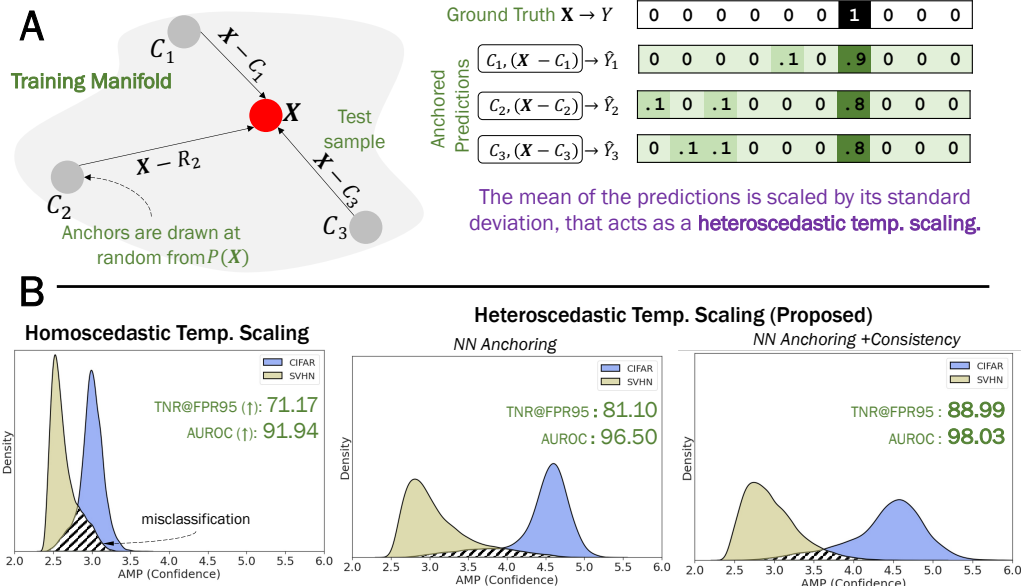 A
C₁
X − C₁
Training Manifold
X
Test
sample
X − R₂
X − C₃
C₂
C₃
Anchors are drawn at
random from P(X)
Ground Truth X → Y
0 0 0 0 0 0 1 0 0 0
Anchored
Predictions
C₁, (X − C₁) → Ŷ₁
0 0 0 0 .1 0 .9 0 0 0
C₂, (X − C₂) → Ŷ₂
.1 0 .1 0 0 0 .8 0 0 0
C₃, (X − C₃) → Ŷ₃
0 .1 .1 0 0 0 .8 0 0 0
The mean of the predictions is scaled by its standard
deviation, that acts as a heteroscedastic temp. scaling.
B
Homoscedastic Temp. Scaling
CIFAR
SVHN
TNR@FPR95 (↑): 71.17
AUROC (↑): 91.94
misclassification
Density
2.0 2.5 3.0 3.5 4.0 4.5 5.0 5.5 6.0
AMP (Confidence)
Heteroscedastic Temp. Scaling (Proposed)
NN Anchoring
CIFAR
SVHN
TNR@FPR95 : 81.10
AUROC : 96.50
Density
2.0 2.5 3.0 3.5 4.0 4.5 5.0 5.5 6.0
AMP (Confidence)
NN Anchoring +Consistency
CIFAR
SVHN
TNR@FPR95 : 88.99
AUROC : 98.03
Density
2.0 2.5 3.0 3.5 4.0 4.5 5.0 5.5 6.0
AMP (Confidence)